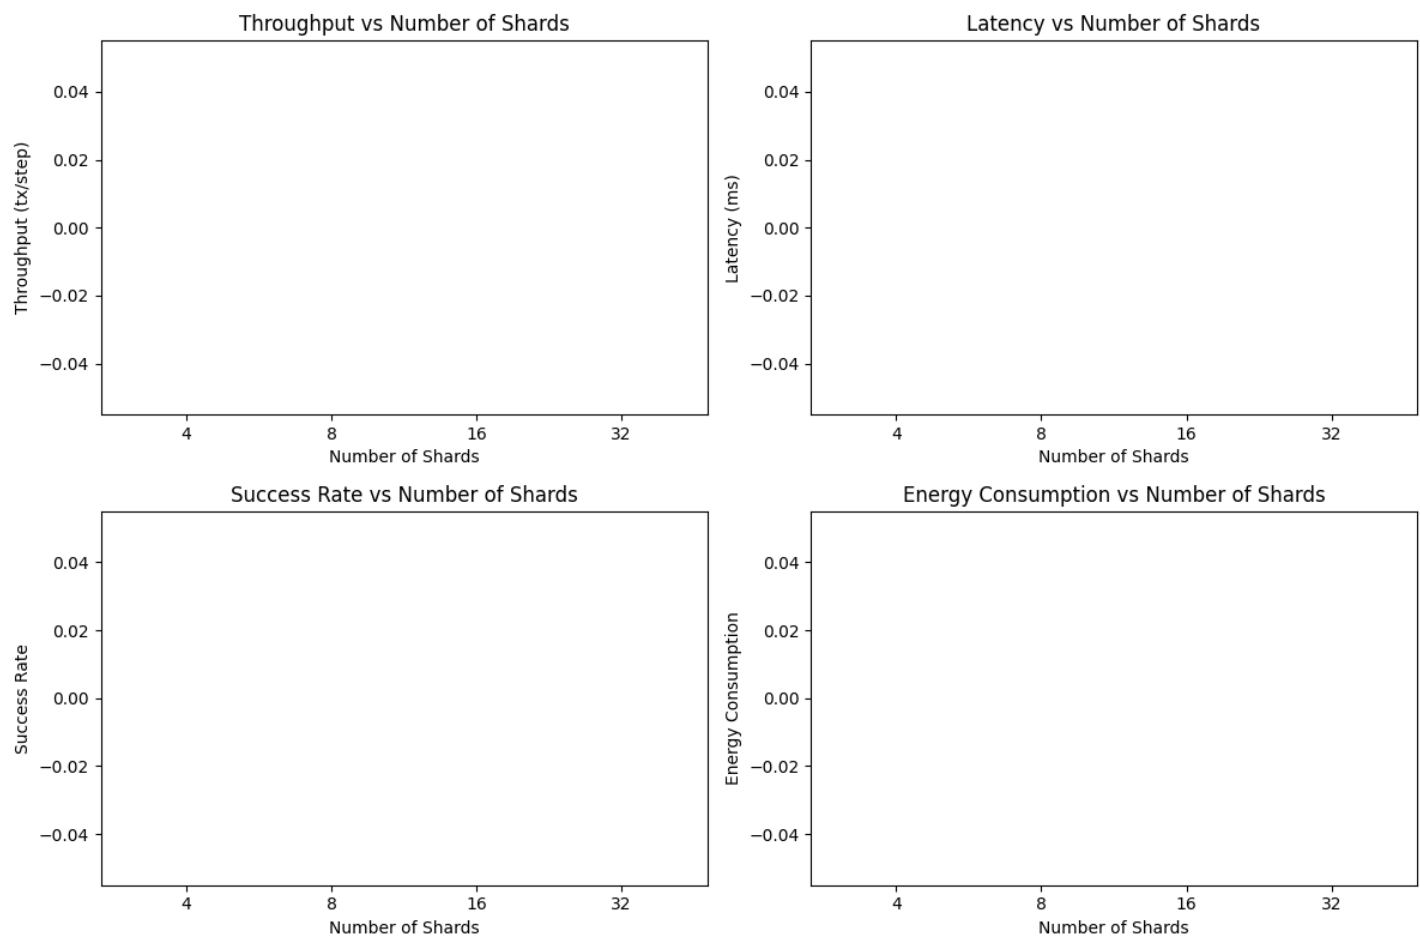 Throughput vs Number of Shards
Throughput (tx/step)
0.04
0.02
0.00
−0.02
−0.04
4 8 16 32
Number of Shards
Latency vs Number of Shards
Latency (ms)
0.04
0.02
0.00
−0.02
−0.04
4 8 16 32
Number of Shards
Success Rate vs Number of Shards
Success Rate
0.04
0.02
0.00
−0.02
−0.04
4 8 16 32
Number of Shards
Energy Consumption vs Number of Shards
Energy Consumption
0.04
0.02
0.00
−0.02
−0.04
4 8 16 32
Number of Shards